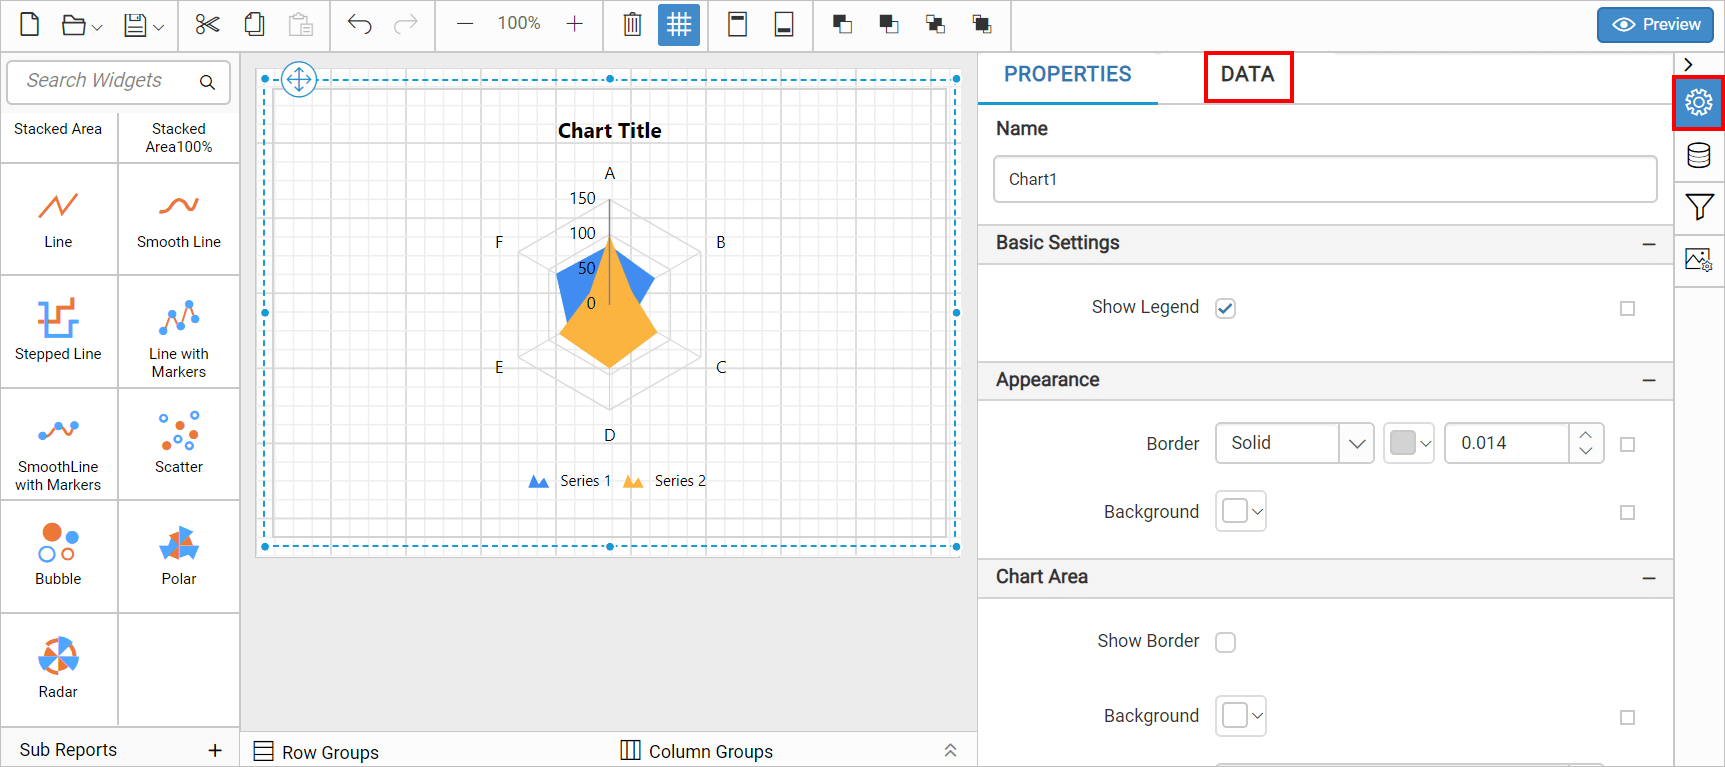 100%
Preview
Search Widgets
Stacked Area
Stacked
Area100%
Line
Smooth Line
Stepped Line
Line with
Markers
SmoothLine
with Markers
Scatter
Bubble
Polar
Radar
Sub Reports +
Chart Title
A
150
100
F
B
50
0
E
C
D
Series 1
Series 2
Row Groups
Column Groups
PROPERTIES
DATA
Name
Chart1
Basic Settings
Show Legend
Appearance
Border
Solid
0.014
Background
Chart Area
Show Border
Background